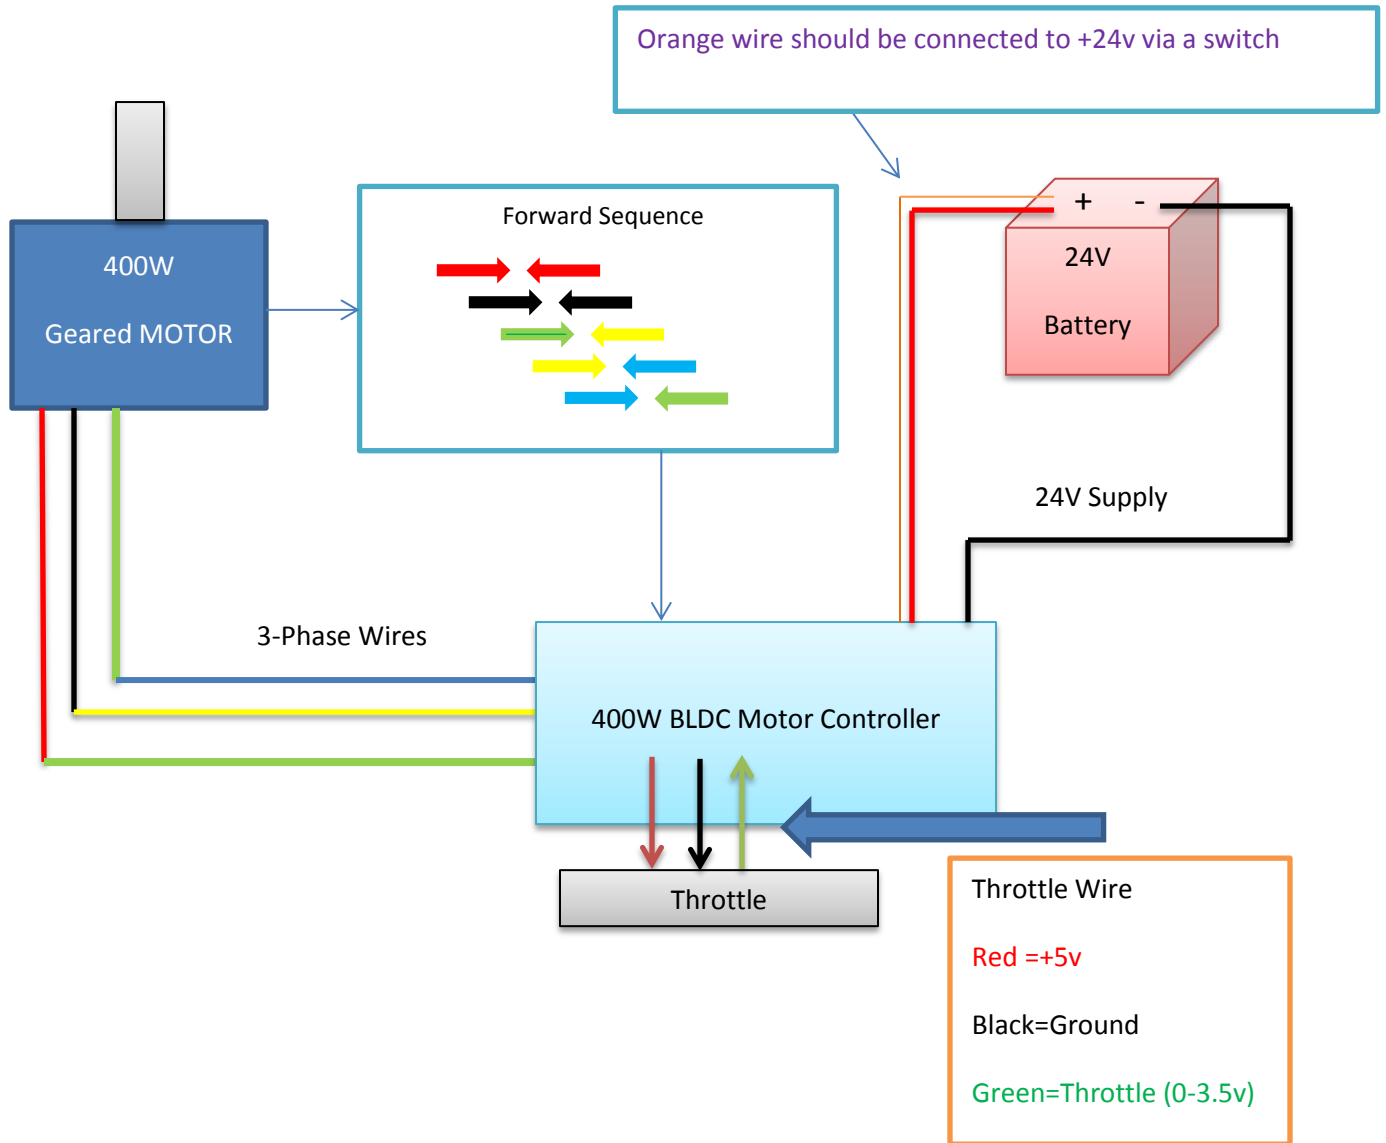 Orange wire should be connected to +24v via a switch
400W
Geared MOTOR
Forward Sequence
+ -
24V
Battery
24V Supply
3-Phase Wires
400W BLDC Motor Controller
Throttle
Throttle Wire
Red =+5v
Black=Ground
Green=Throttle (0-3.5v)